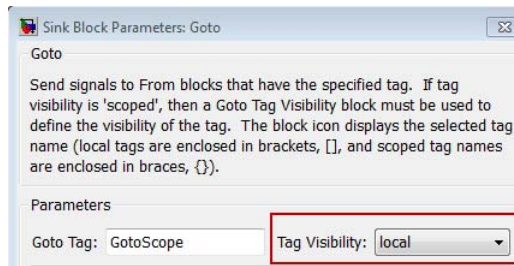 Sink Block Parameters: Goto
Goto
Send signals to From blocks that have the specified tag. If tag
visibility is 'scoped', then a Goto Tag Visibility block must be used to
define the visibility of the tag. The block icon displays the selected tag
name (local tags are enclosed in brackets, [], and scoped tag names
are enclosed in braces, {}).
Parameters
Goto Tag: GotoScope Tag Visibility: local